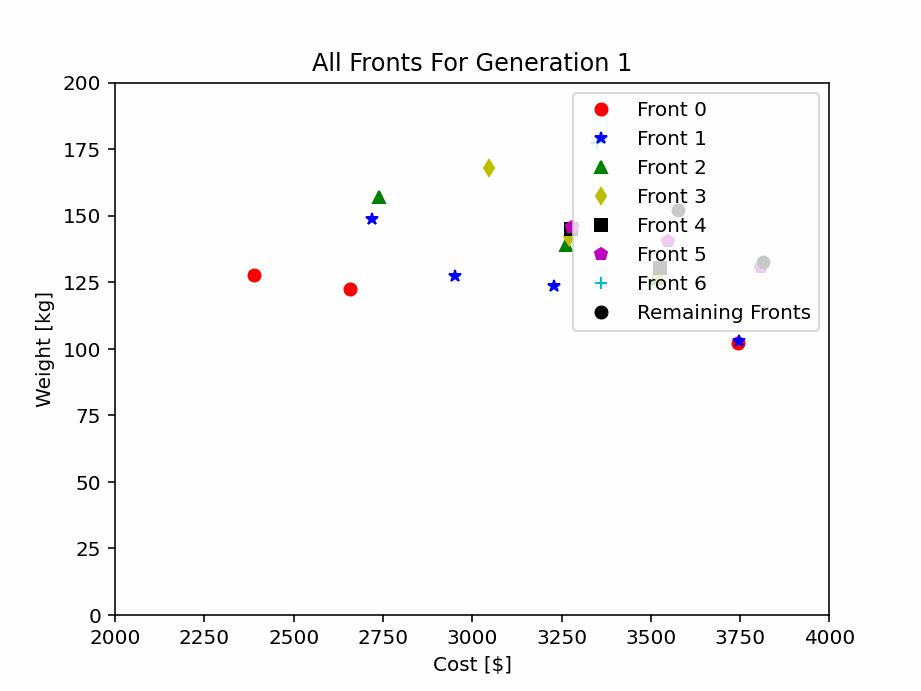 All Fronts For Generation 1
200
175
150
125
100
75
50
25
0
Weight [kg]
Front 0
Front 1
Front 2
Front 3
Front 4
Front 5
Front 6
Remaining Fronts
2000 2250 2500 2750 3000 3250 3500 3750 4000
Cost [$]